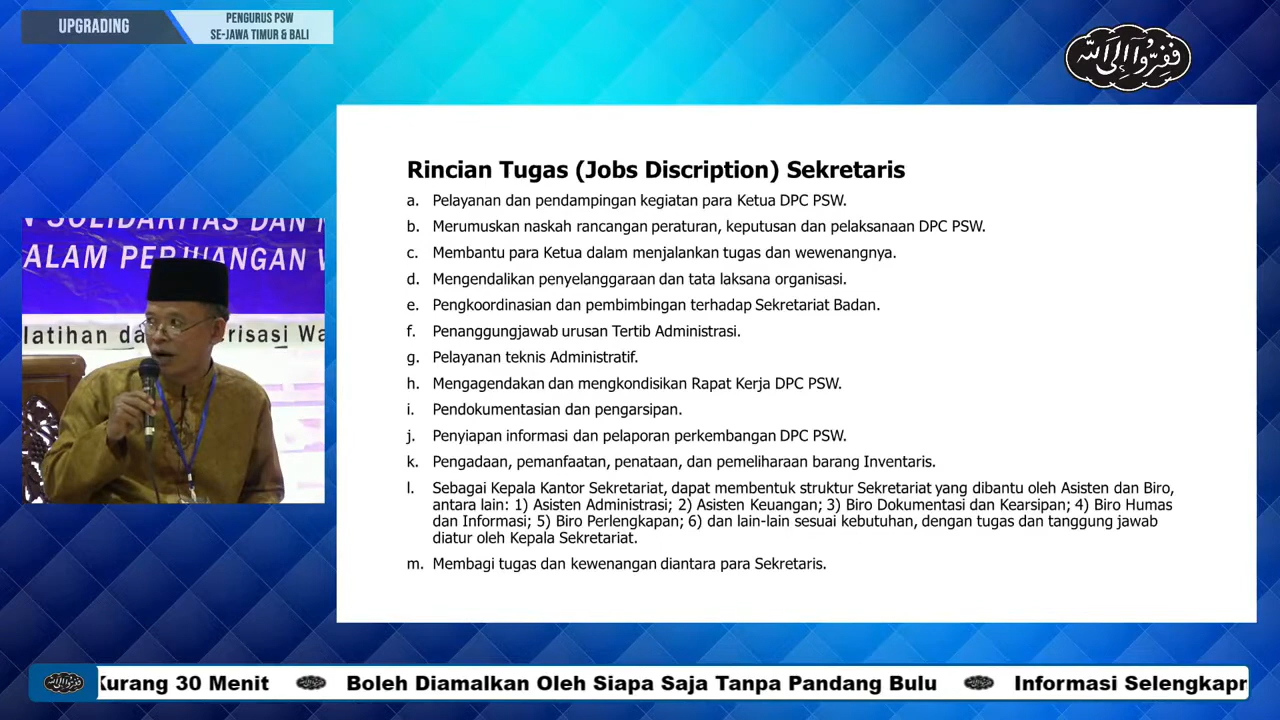 UPGRADING
PENGURUS PSW
SE-JAWA TIMUR & BALI
فَفِرُّوْٓا اِلَى اللّٰهِ
Rincian Tugas (Jobs Discription) Sekretaris
a. Pelayanan dan pendampingan kegiatan para Ketua DPC PSW.
b. Merumuskan naskah rancangan peraturan, keputusan dan pelaksanaan DPC PSW.
c. Membantu para Ketua dalam menjalankan tugas dan wewenangnya.
d. Mengendalikan penyelanggaraan dan tata laksana organisasi.
e. Pengkoordinasian dan pembimbingan terhadap Sekretariat Badan.
f. Penanggungjawab urusan Tertib Administrasi.
g. Pelayanan teknis Administratif.
h. Mengagendakan dan mengkondisikan Rapat Kerja DPC PSW.
i. Pendokumentasian dan pengarsipan.
j. Penyiapan informasi dan pelaporan perkembangan DPC PSW.
k. Pengadaan, pemanfaatan, penataan, dan pemeliharaan barang Inventaris.
l. Sebagai Kepala Kantor Sekretariat, dapat membentuk struktur Sekretariat yang dibantu oleh Asisten dan Biro,
antara lain: 1) Asisten Administrasi; 2) Asisten Keuangan; 3) Biro Dokumentasi dan Kearsipan; 4) Biro Humas
dan Informasi; 5) Biro Perlengkapan; 6) dan lain-lain sesuai kebutuhan, dengan tugas dan tanggung jawab
diatur oleh Kepala Sekretariat.
m. Membagi tugas dan kewenangan diantara para Sekretaris.
SOLIDARITAS DAN
ALAM PERJUANGAN
latihan da risasi Wa
Kurang 30 Menit Boleh Diamalkan Oleh Siapa Saja Tanpa Pandang Bulu Informasi Selengkapn